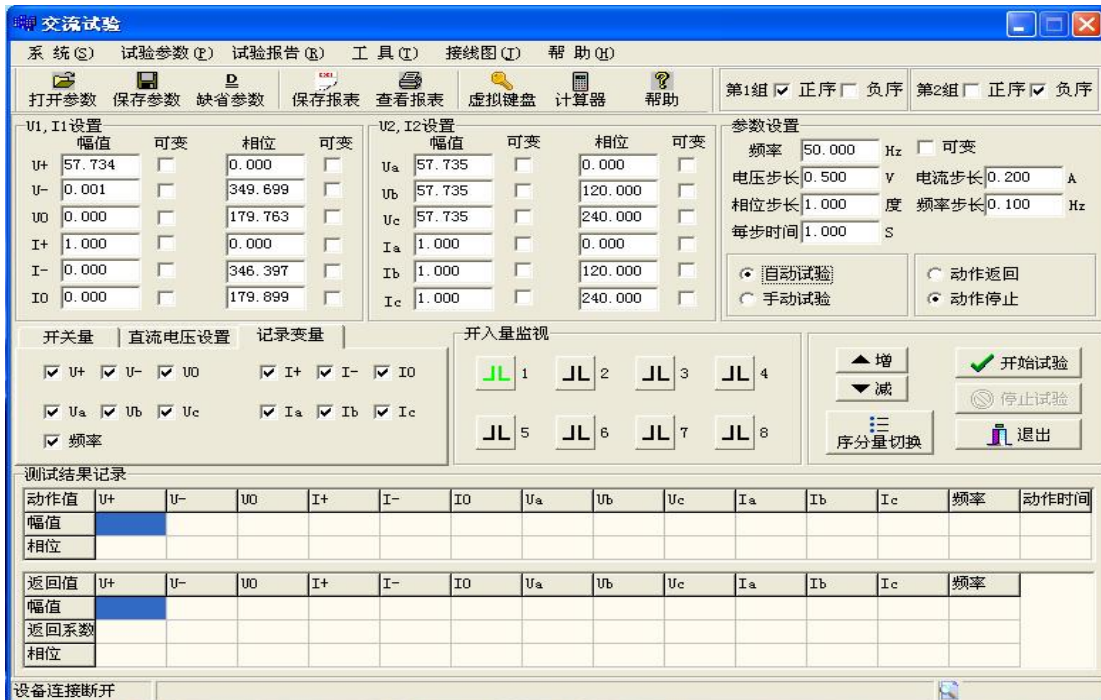 交流试验
系 统(S) 试验参数(P) 试验报告(R) 工 具(T) 接线图(J) 帮 助(H)
打开参数 保存参数 缺省参数 保存报表 查看报表 虚拟键盘 计算器 帮助
第1组 正序 负序 第2组 正序 负序
U1,I1设置
幅值 可变 相位 可变
U+ 57.734 0.000
U- 0.001 349.699
U0 0.000 179.763
I+ 1.000 0.000
I- 0.000 346.397
I0 0.000 179.899
U2,I2设置
幅值 可变 相位 可变
Ua 57.735 0.000
Ub 57.735 120.000
Uc 57.735 240.000
Ia 1.000 0.000
Ib 1.000 120.000
Ic 1.000 240.000
参数设置
频率 50.000 Hz 可变
电压步长 0.500 V 电流步长 0.200 A
相位步长 1.000 度 频率步长 0.100 Hz
每步时间 1.000 S
自动试验 动作返回
手动试验 动作停止
开关量 直流电压设置 记录变量
U+ U- U0 I+ I- I0
Ua Ub Uc Ia Ib Ic
频率
开入量监视
1 2 3 4
5 6 7 8
增 开始试验
减 停止试验
序分量切换 退出
测试结果记录
动作值 U+ U- U0 I+ I- I0 Ua Ub Uc Ia Ib Ic 频率 动作时间
幅值
相位
返回值 U+ U- U0 I+ I- I0 Ua Ub Uc Ia Ib Ic 频率
幅值
返回系数
相位
设备连接断开